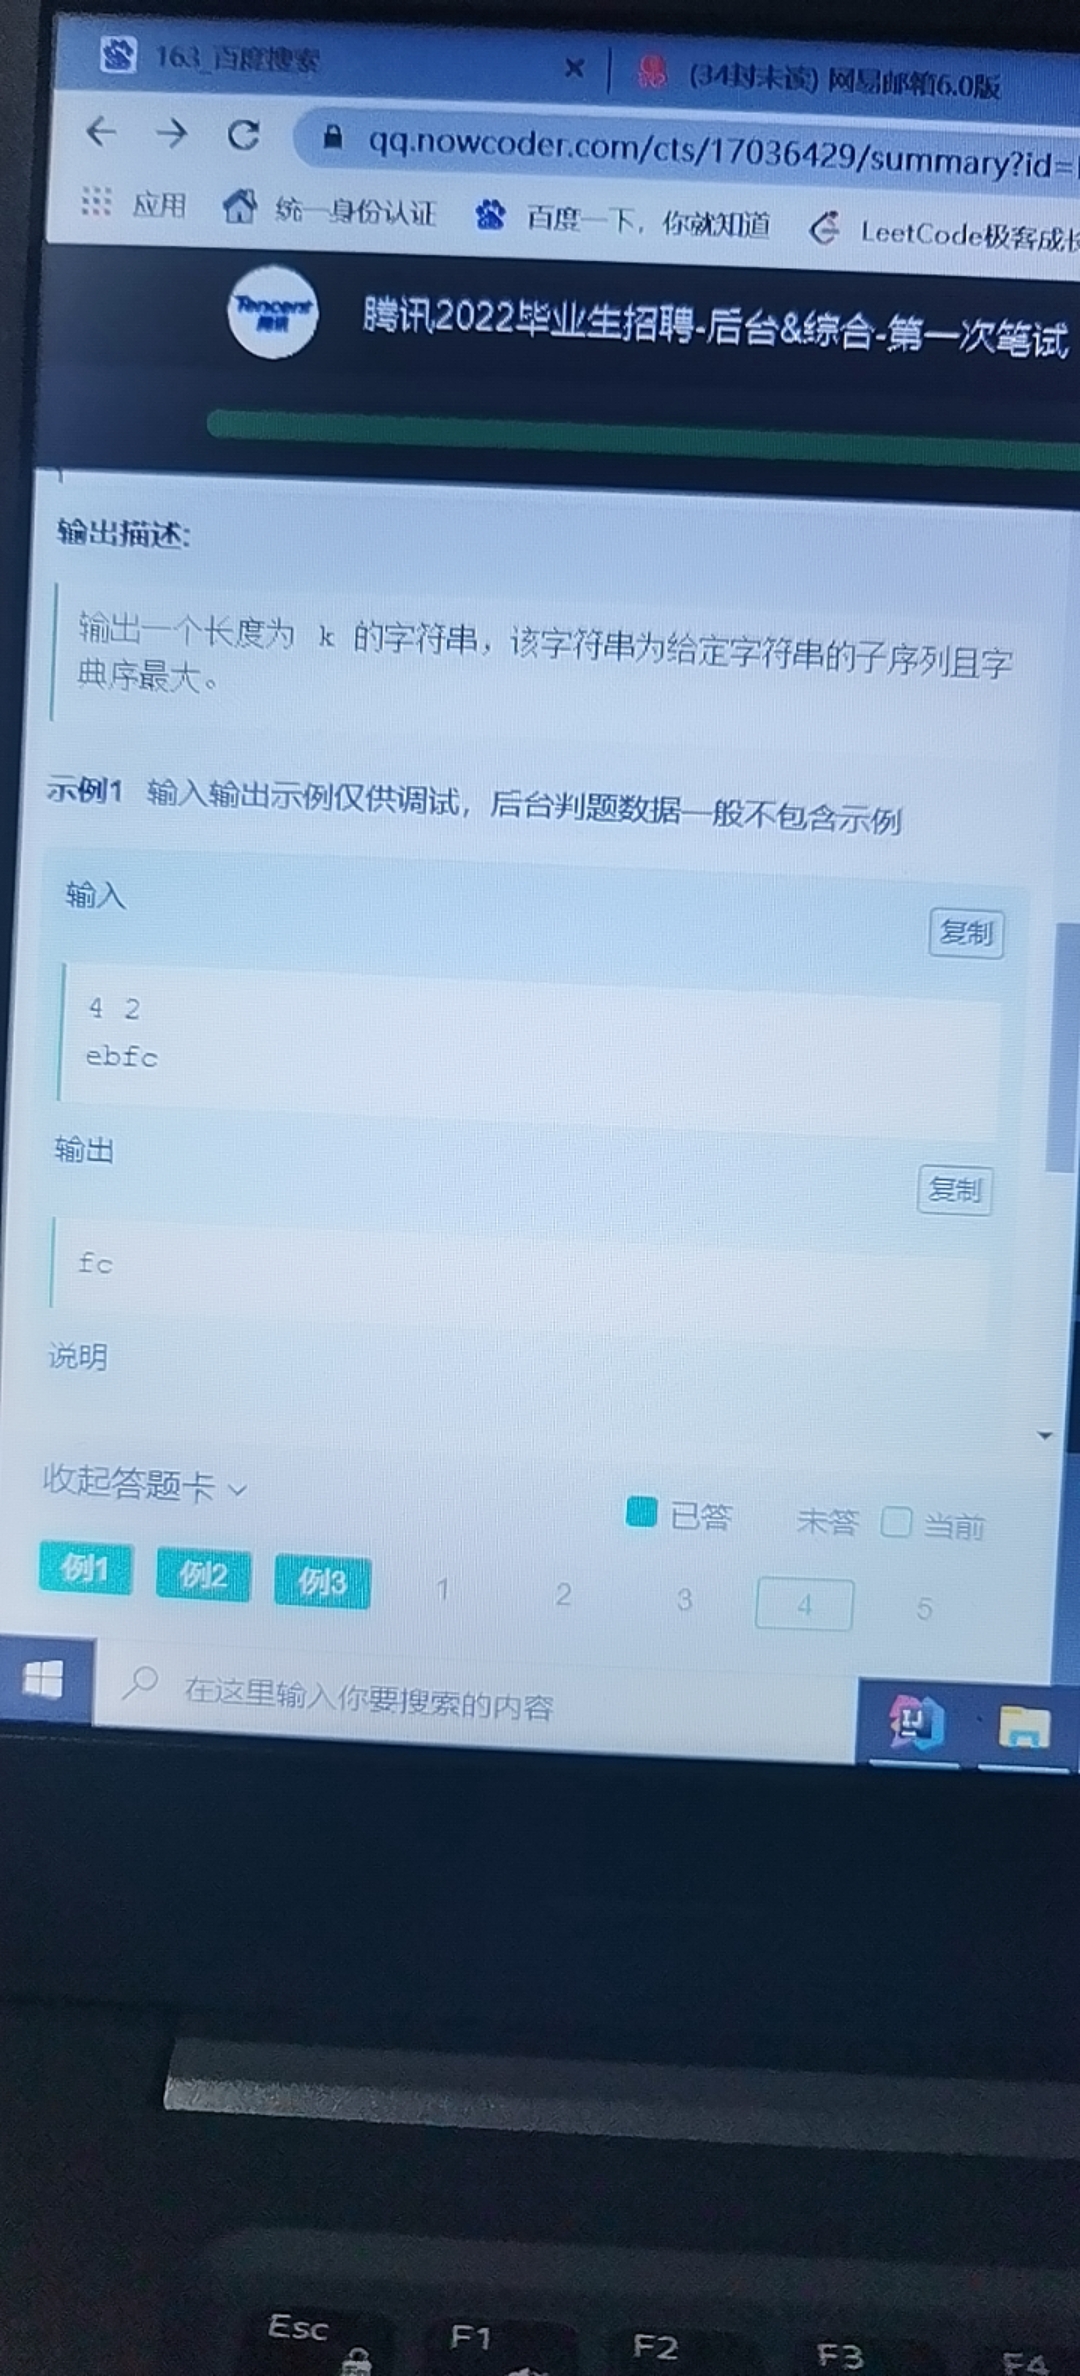 163_百度搜索
(34封未读) 网易邮箱6.0版
qq.nowcoder.com/cts/17036429/summary?id=
应用 统一身份认证 百度一下，你就知道 LeetCode极客成长
Tencent 腾讯
腾讯2022毕业生招聘-后台&综合-第一次笔试
输出描述:
输出一个长度为 k 的字符串，该字符串为给定字符串的子序列且字
典序最大。
示例1 输入输出示例仅供调试，后台判题数据一般不包含示例
输入
复制
4 2
ebfc
输出
复制
fc
说明
收起答题卡
已答 未答 当前
例1 例2 例3 1 2 3 4 5
在这里输入你要搜索的内容
IJ
Esc F1 F2 F3 F4